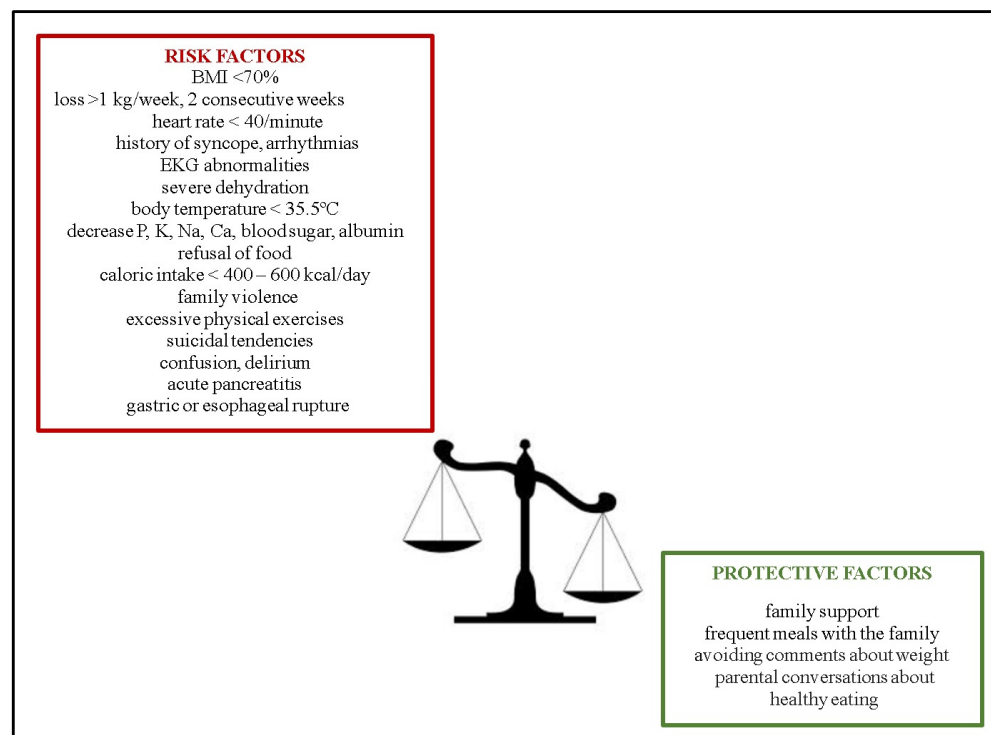 RISK FACTORS
BMI <70%
loss >1 kg/week, 2 consecutive weeks
heart rate < 40/minute
history of syncope, arrhythmias
EKG abnormalities
severe dehydration
body temperature < 35.5°C
decrease P, K, Na, Ca, blood sugar, albumin
refusal of food
caloric intake < 400 – 600 kcal/day
family violence
excessive physical exercises
suicidal tendencies
confusion, delirium
acute pancreatitis
gastric or esophageal rupture
PROTECTIVE FACTORS
family support
frequent meals with the family
avoiding comments about weight
parental conversations about
healthy eating